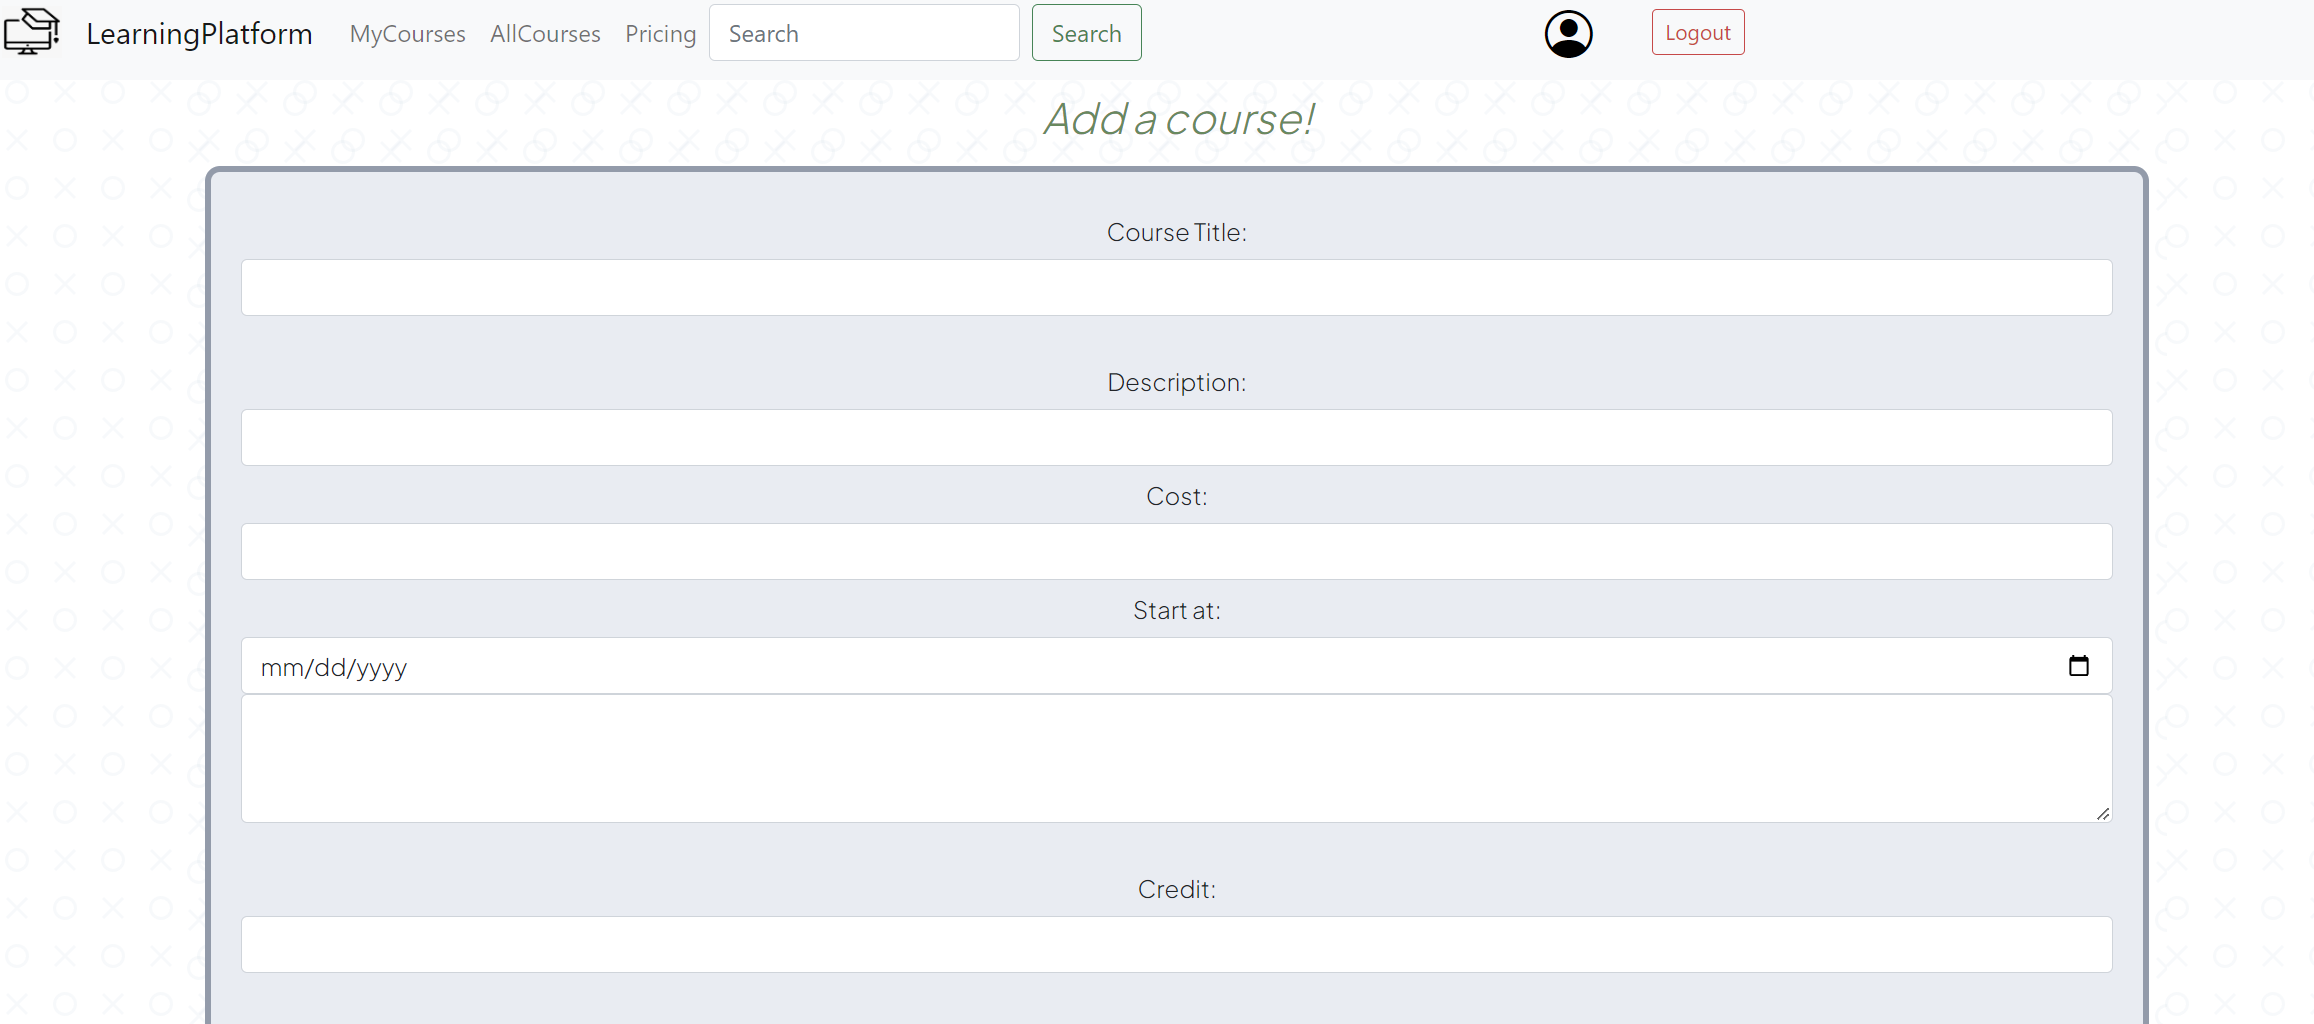 LearningPlatform MyCourses AllCourses Pricing Search Search Logout
Add a course!
Course Title:
Description:
Cost:
Start at:
mm/dd/yyyy
Credit: